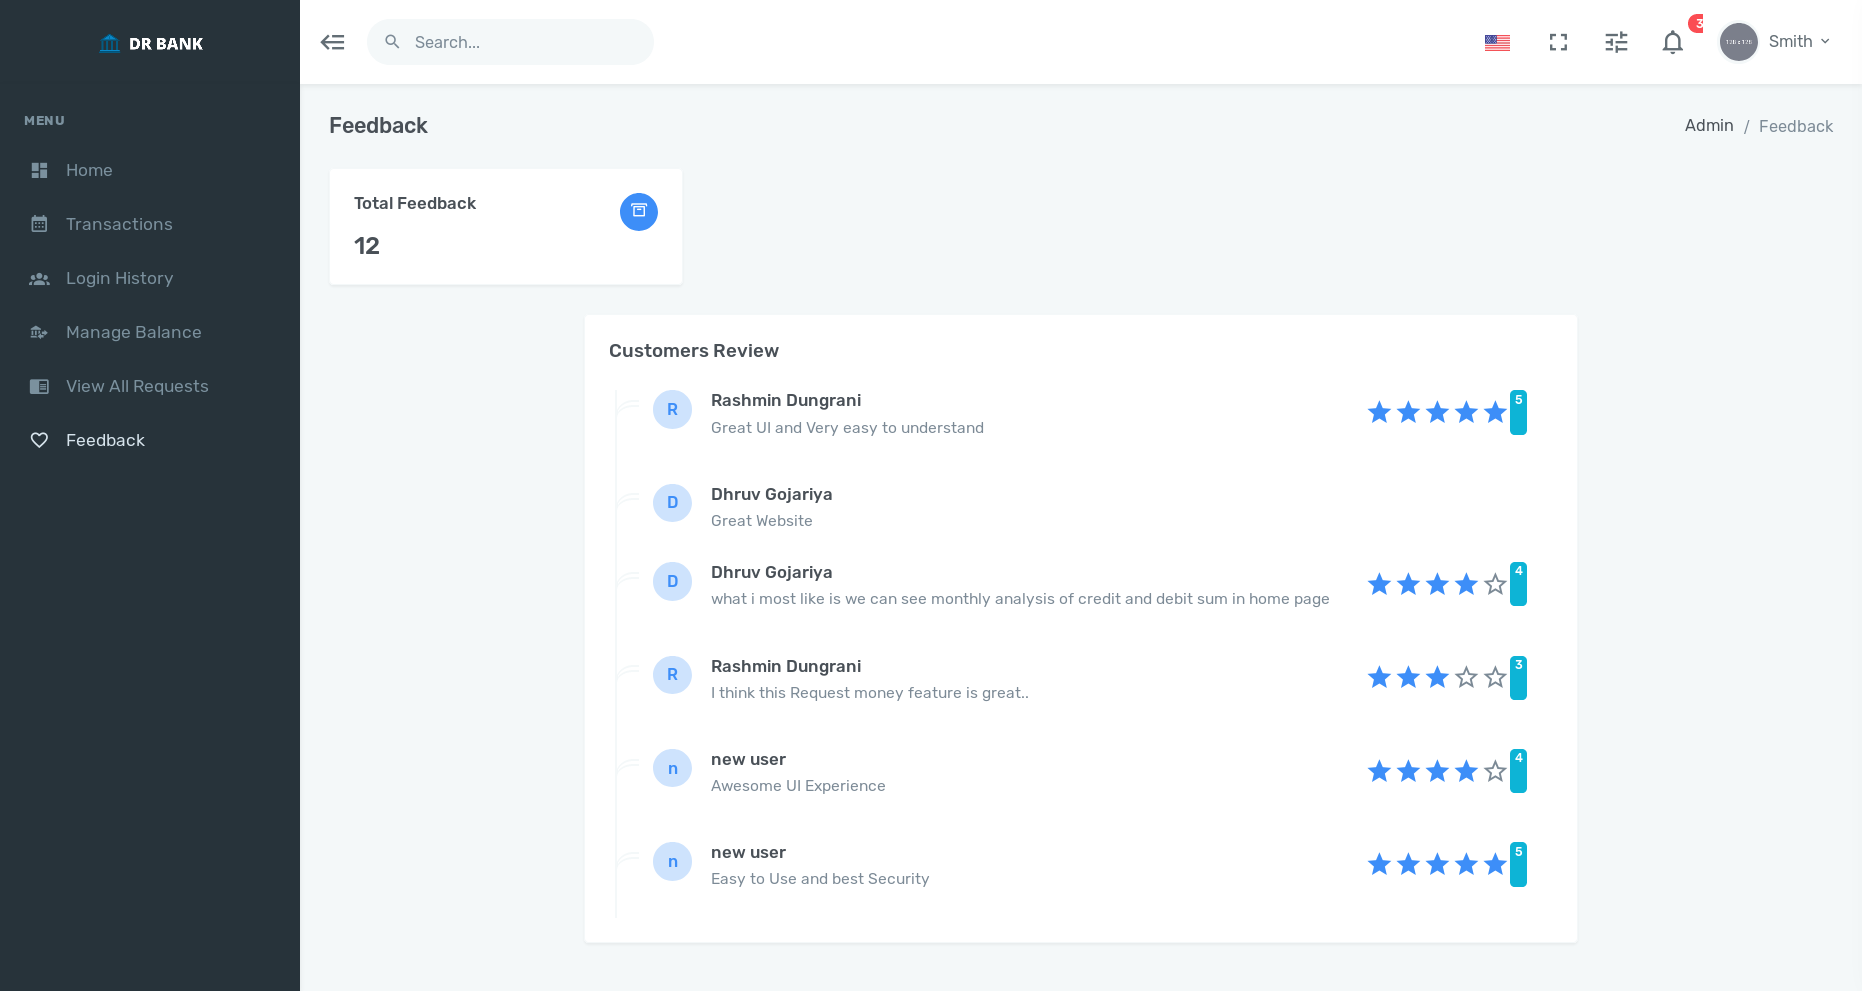 DR BANK
Search...
3
Smith
MENU
Home
Transactions
Login History
Manage Balance
View All Requests
Feedback
Feedback
Admin / Feedback
Total Feedback
12
Customers Review
R
Rashmin Dungrani
Great UI and Very easy to understand
5
D
Dhruv Gojariya
Great Website
D
Dhruv Gojariya
what i most like is we can see monthly analysis of credit and debit sum in home page
4
R
Rashmin Dungrani
I think this Request money feature is great..
3
n
new user
Awesome UI Experience
4
n
new user
Easy to Use and best Security
5